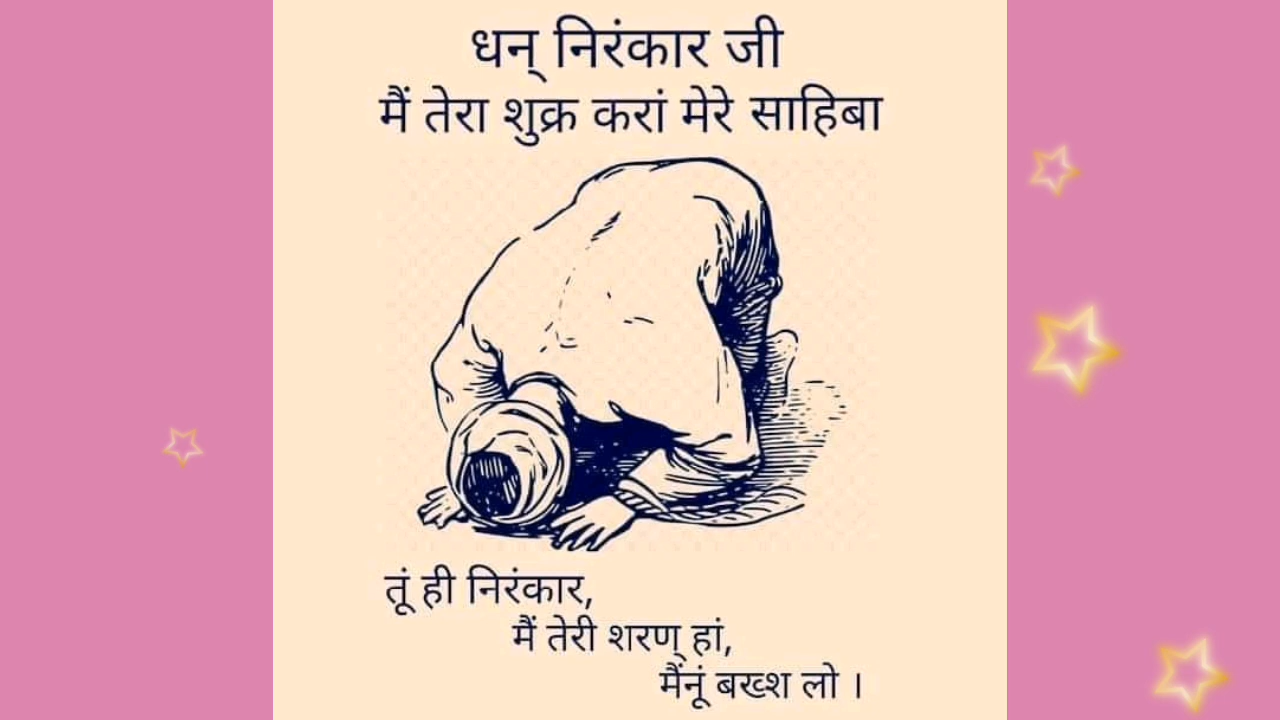 धन् निरंकार जी
मैं तेरा शुक्र करां मेरे साहिबा
तूं ही निरंकार,
मैं तेरी शरण् हां,
मैंनूं बख्श लो ।